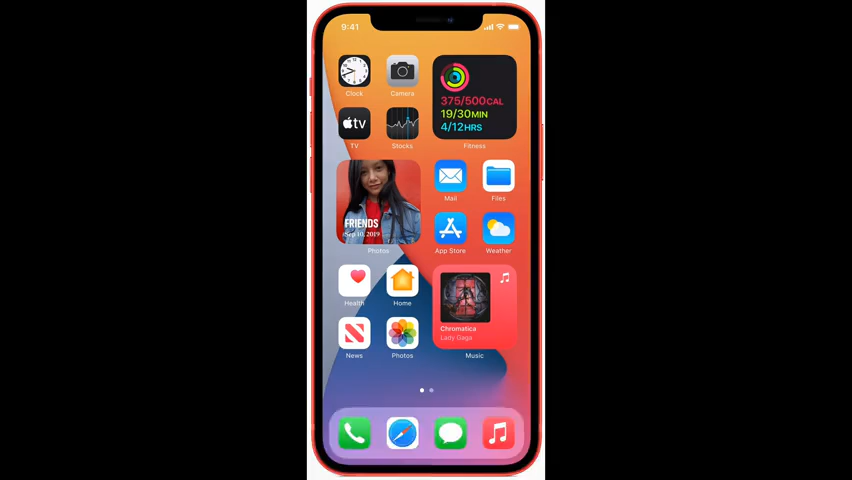 9:41
Clock
Camera
375/500CAL
19/30MIN
4/12HRS
tv
TV
Stocks
Fitness
FRIENDS
Sep 10, 2019
Mail
Files
Photos
App Store
Weather
Health
Home
Chromatica
Lady Gaga
News
Photos
Music